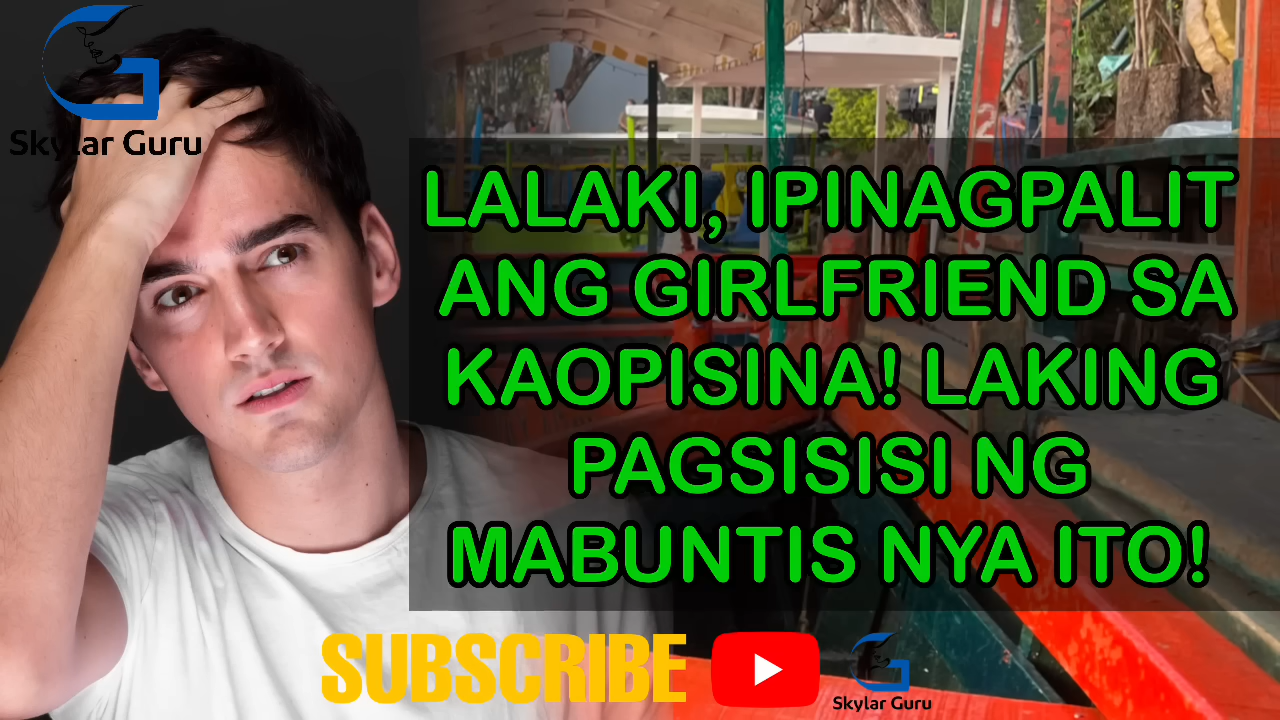 Skylar Guru
LALAKI, IPINAGPALIT
ANG GIRLFRIEND SA
KAOPISINA! LAKING
PAGSISISI NG
MABUNTIS NYA ITO!
SUBSCRIBE
Skylar Guru